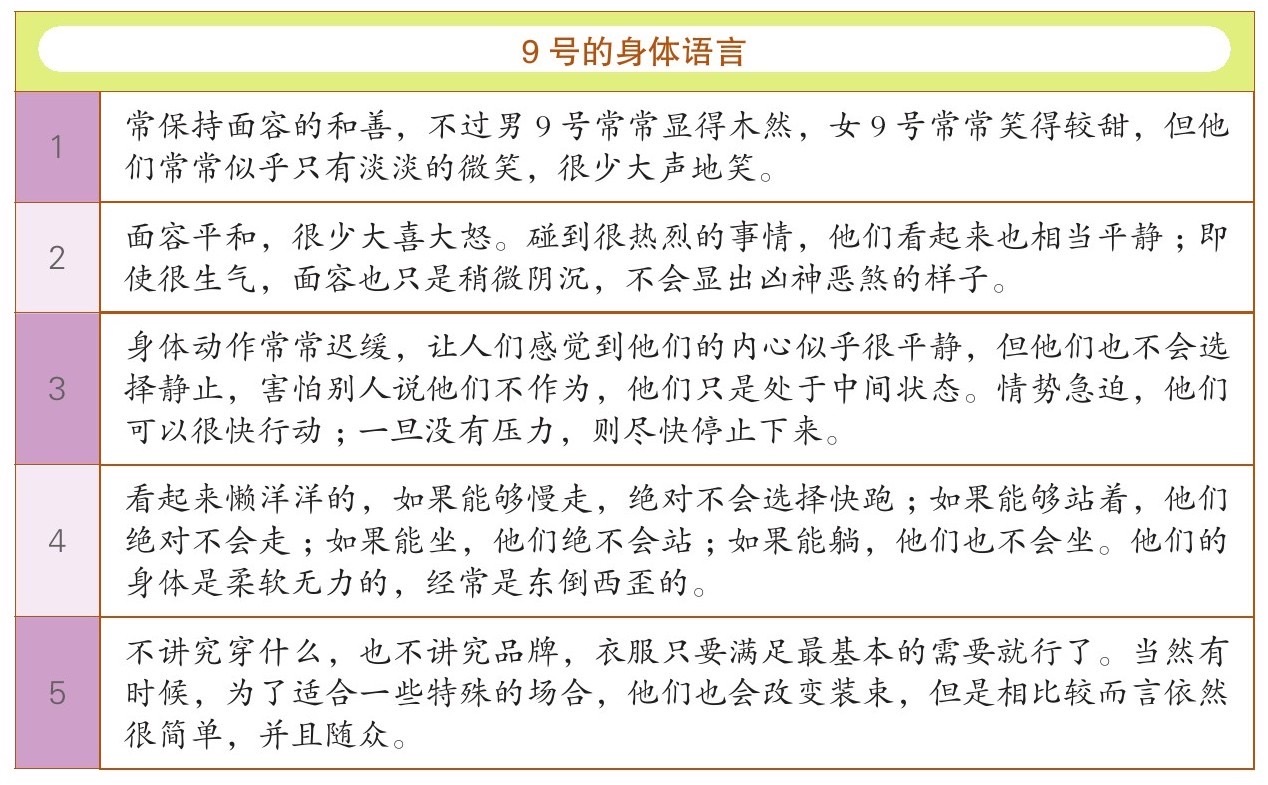 9 号的身体语言
1
常保持面容的和善，不过男 9 号常常显得木然，女 9 号常常笑得较甜，但他
们常常似乎只有淡淡的微笑，很少大声地笑。
2
面容平和，很少大喜大怒。碰到很热烈的事情，他们看起来也相当平静；即
使很生气，面容也只是稍微阴沉，不会显出凶神恶煞的样子。
3
身体动作常常迟缓，让人们感觉到他们的内心似乎很平静，但他们也不会选
择静止，害怕别人说他们不作为，他们只是处于中间状态。情势急迫，他们
可以很快行动；一旦没有压力，则尽快停止下来。
4
看起来懒洋洋的，如果能够慢走，绝对不会选择快跑；如果能够站着，他们
绝对不会走；如果能坐，他们绝不会站；如果能躺，他们也不会坐。他们的
身体是柔软无力的，经常是东倒西歪的。
5
不讲究穿什么，也不讲究品牌，衣服只要满足最基本的需要就行了。当然有
时候，为了适合一些特殊的场合，他们也会改变装束，但是相比较而言依然
很简单，并且随众。